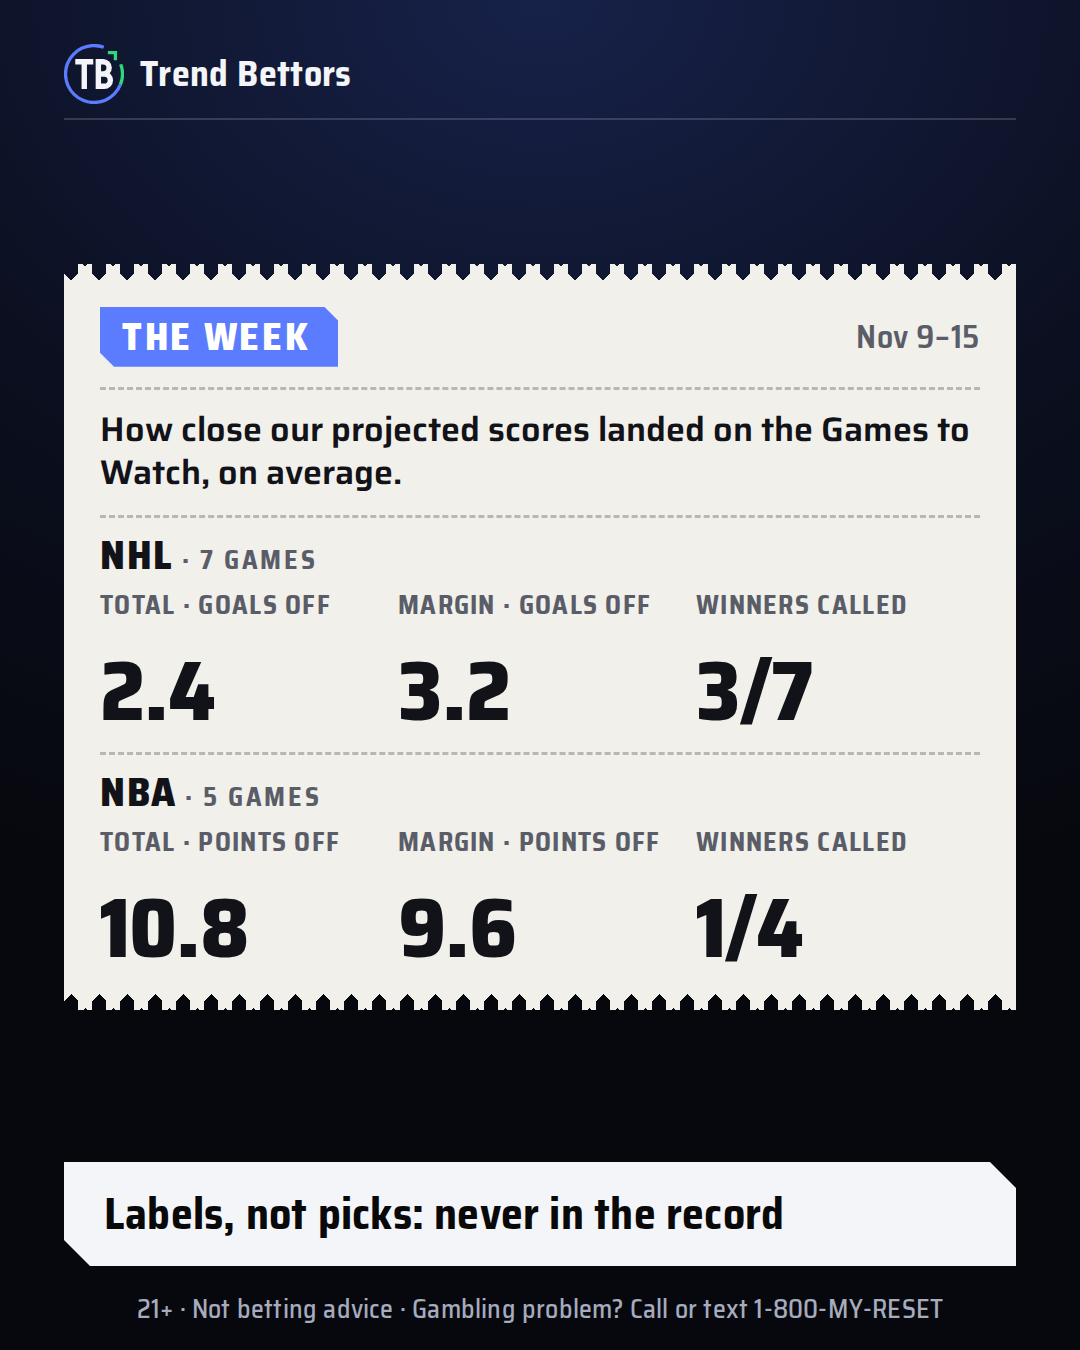 TB Trend Bettors
THE WEEK
Nov 9–15
How close our projected scores landed on the Games to
Watch, on average.
NHL · 7 GAMES
TOTAL · GOALS OFF
MARGIN · GOALS OFF
WINNERS CALLED
2.4
3.2
3/7
NBA · 5 GAMES
TOTAL · POINTS OFF
MARGIN · POINTS OFF
WINNERS CALLED
10.8
9.6
1/4
Labels, not picks: never in the record
21+ · Not betting advice · Gambling problem? Call or text 1-800-MY-RESET